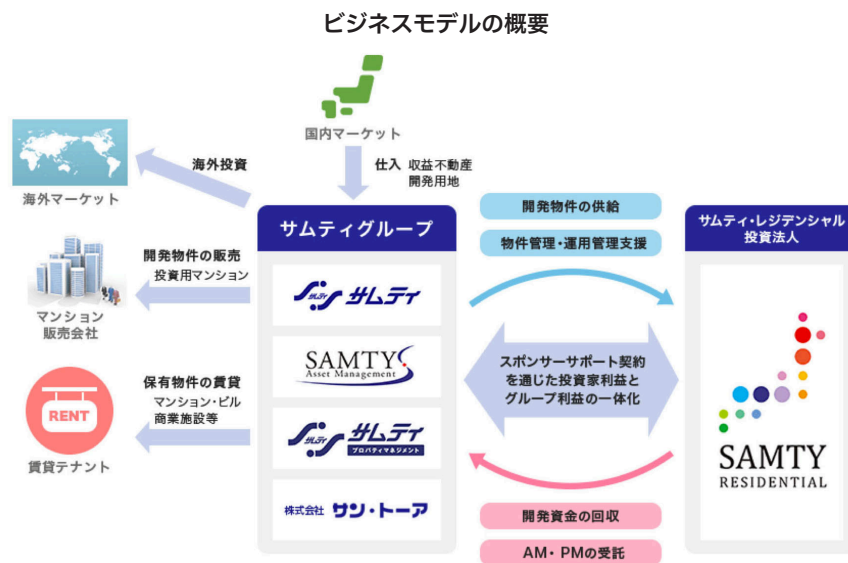 ビジネスモデルの概要
国内マーケット
海外投資
仕入 収益不動産
開発用地
海外マーケット
開発物件の販売
投資用マンション
マンション
販売会社
保有物件の賃貸
マンション・ビル
商業施設等
RENT
賃貸テナント
サムティグループ
サムティ サムティ
SAMTY
Asset Management
サムティ サムティ
プロパティマネジメント
株式会社 サン・トーア
開発物件の供給
物件管理・運用管理支援
スポンサーサポート契約
を通じた投資家利益と
グループ利益の一体化
開発資金の回収
AM・PMの受託
サムティ・レジデンシャル
投資法人
SAMTY
RESIDENTIAL